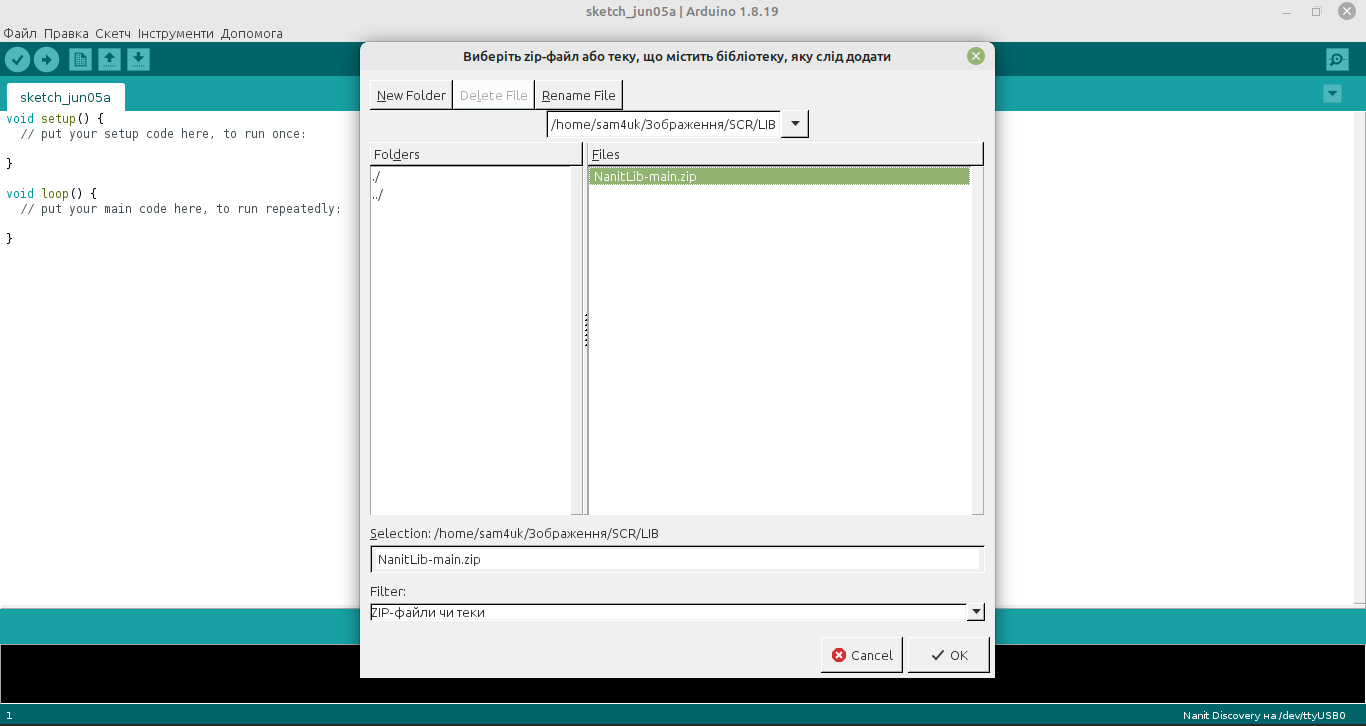 sketch_jun05a | Arduino 1.8.19
Файл Правка Скетч Інструменти Допомога
sketch_jun05a
void setup() {
// put your setup code here, to run once:
}
void loop() {
// put your main code here, to run repeatedly:
}
Виберіть zip-файл або теку, що містить бібліотеку, яку слід додати
New Folder Delete File Rename File
/home/sam4uk/Зображення/SCR/LIB
Folders Files
./ NanitLib-main.zip
../
Selection: /home/sam4uk/Зображення/SCR/LIB
NanitLib-main.zip
Filter:
ZIP-файли чи теки
Cancel OK
1 Nanit Discovery на /dev/ttyUSB0